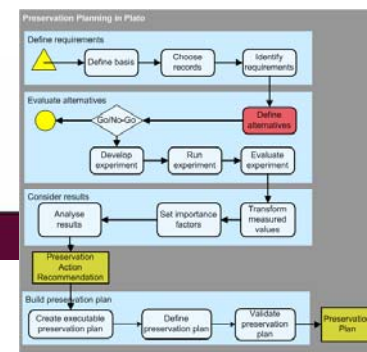 Preservation Planning in Plato
Define requirements
Define basis
Choose
records
Identify
requirements
Evaluate alternatives
Go/No-Go
Define
alternatives
Develop
experiment
Run
experiment
Evaluate
experiment
Consider results
Analyse
results
Set importance
factors
Transform
measured
values
Preservation
Action
Recommendation
Build preservation plan
Create executable
preservation plan
Define
preservation plan
Validate
preservation
plan
Preservation
Plan